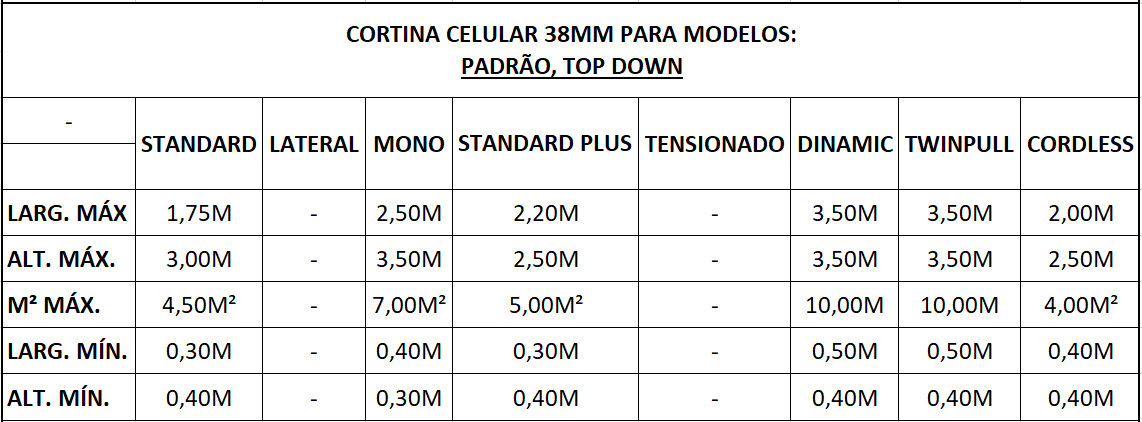 CORTINA CELULAR 38MM PARA MODELOS:
PADRÃO, TOP DOWN
-
STANDARD LATERAL MONO STANDARD PLUS TENSIONADO DINAMIC TWINPULL CORDLESS
LARG. MÁX 1,75M - 2,50M 2,20M - 3,50M 3,50M 2,00M
ALT. MÁX. 3,00M - 3,50M 2,50M - 3,50M 3,50M 2,50M
M² MÁX. 4,50M² - 7,00M² 5,00M² - 10,00M 10,00M 4,00M²
LARG. MÍN. 0,30M - 0,40M 0,30M - 0,50M 0,50M 0,40M
ALT. MÍN. 0,40M - 0,30M 0,40M - 0,40M 0,40M 0,40M